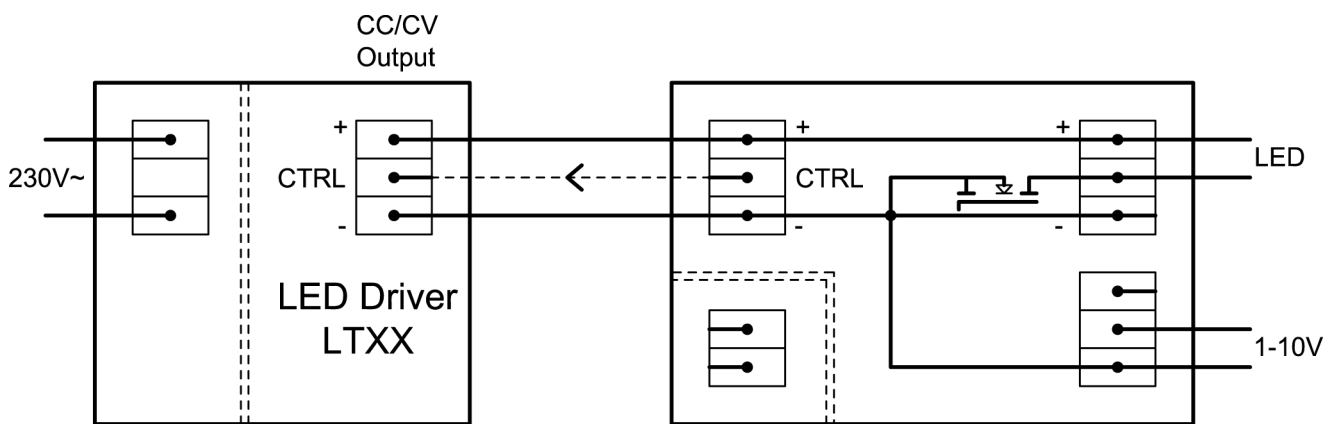 CC/CV
Output
230V~
+
CTRL
-
LED Driver
LTXX
+
CTRL
-
+
-
LED
1-10V